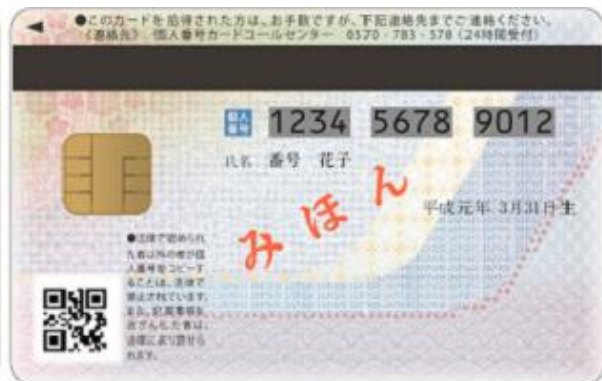 ●このカードを拾得された方は、お手数ですが、下記連絡先までご連絡ください。
《連絡先》 個人番号カードコールセンター 0570-783-578 (24時間受付)
個人番号 1234 5678 9012
氏名 番号 花子
みほん
平成元年 3月31日生
●法律で認められ
た者以外の者が個
人番号をコピーす
ることは、法律で
禁止されています。
また、記載事項を
改ざんした者は、
法律により罰せら
れます。